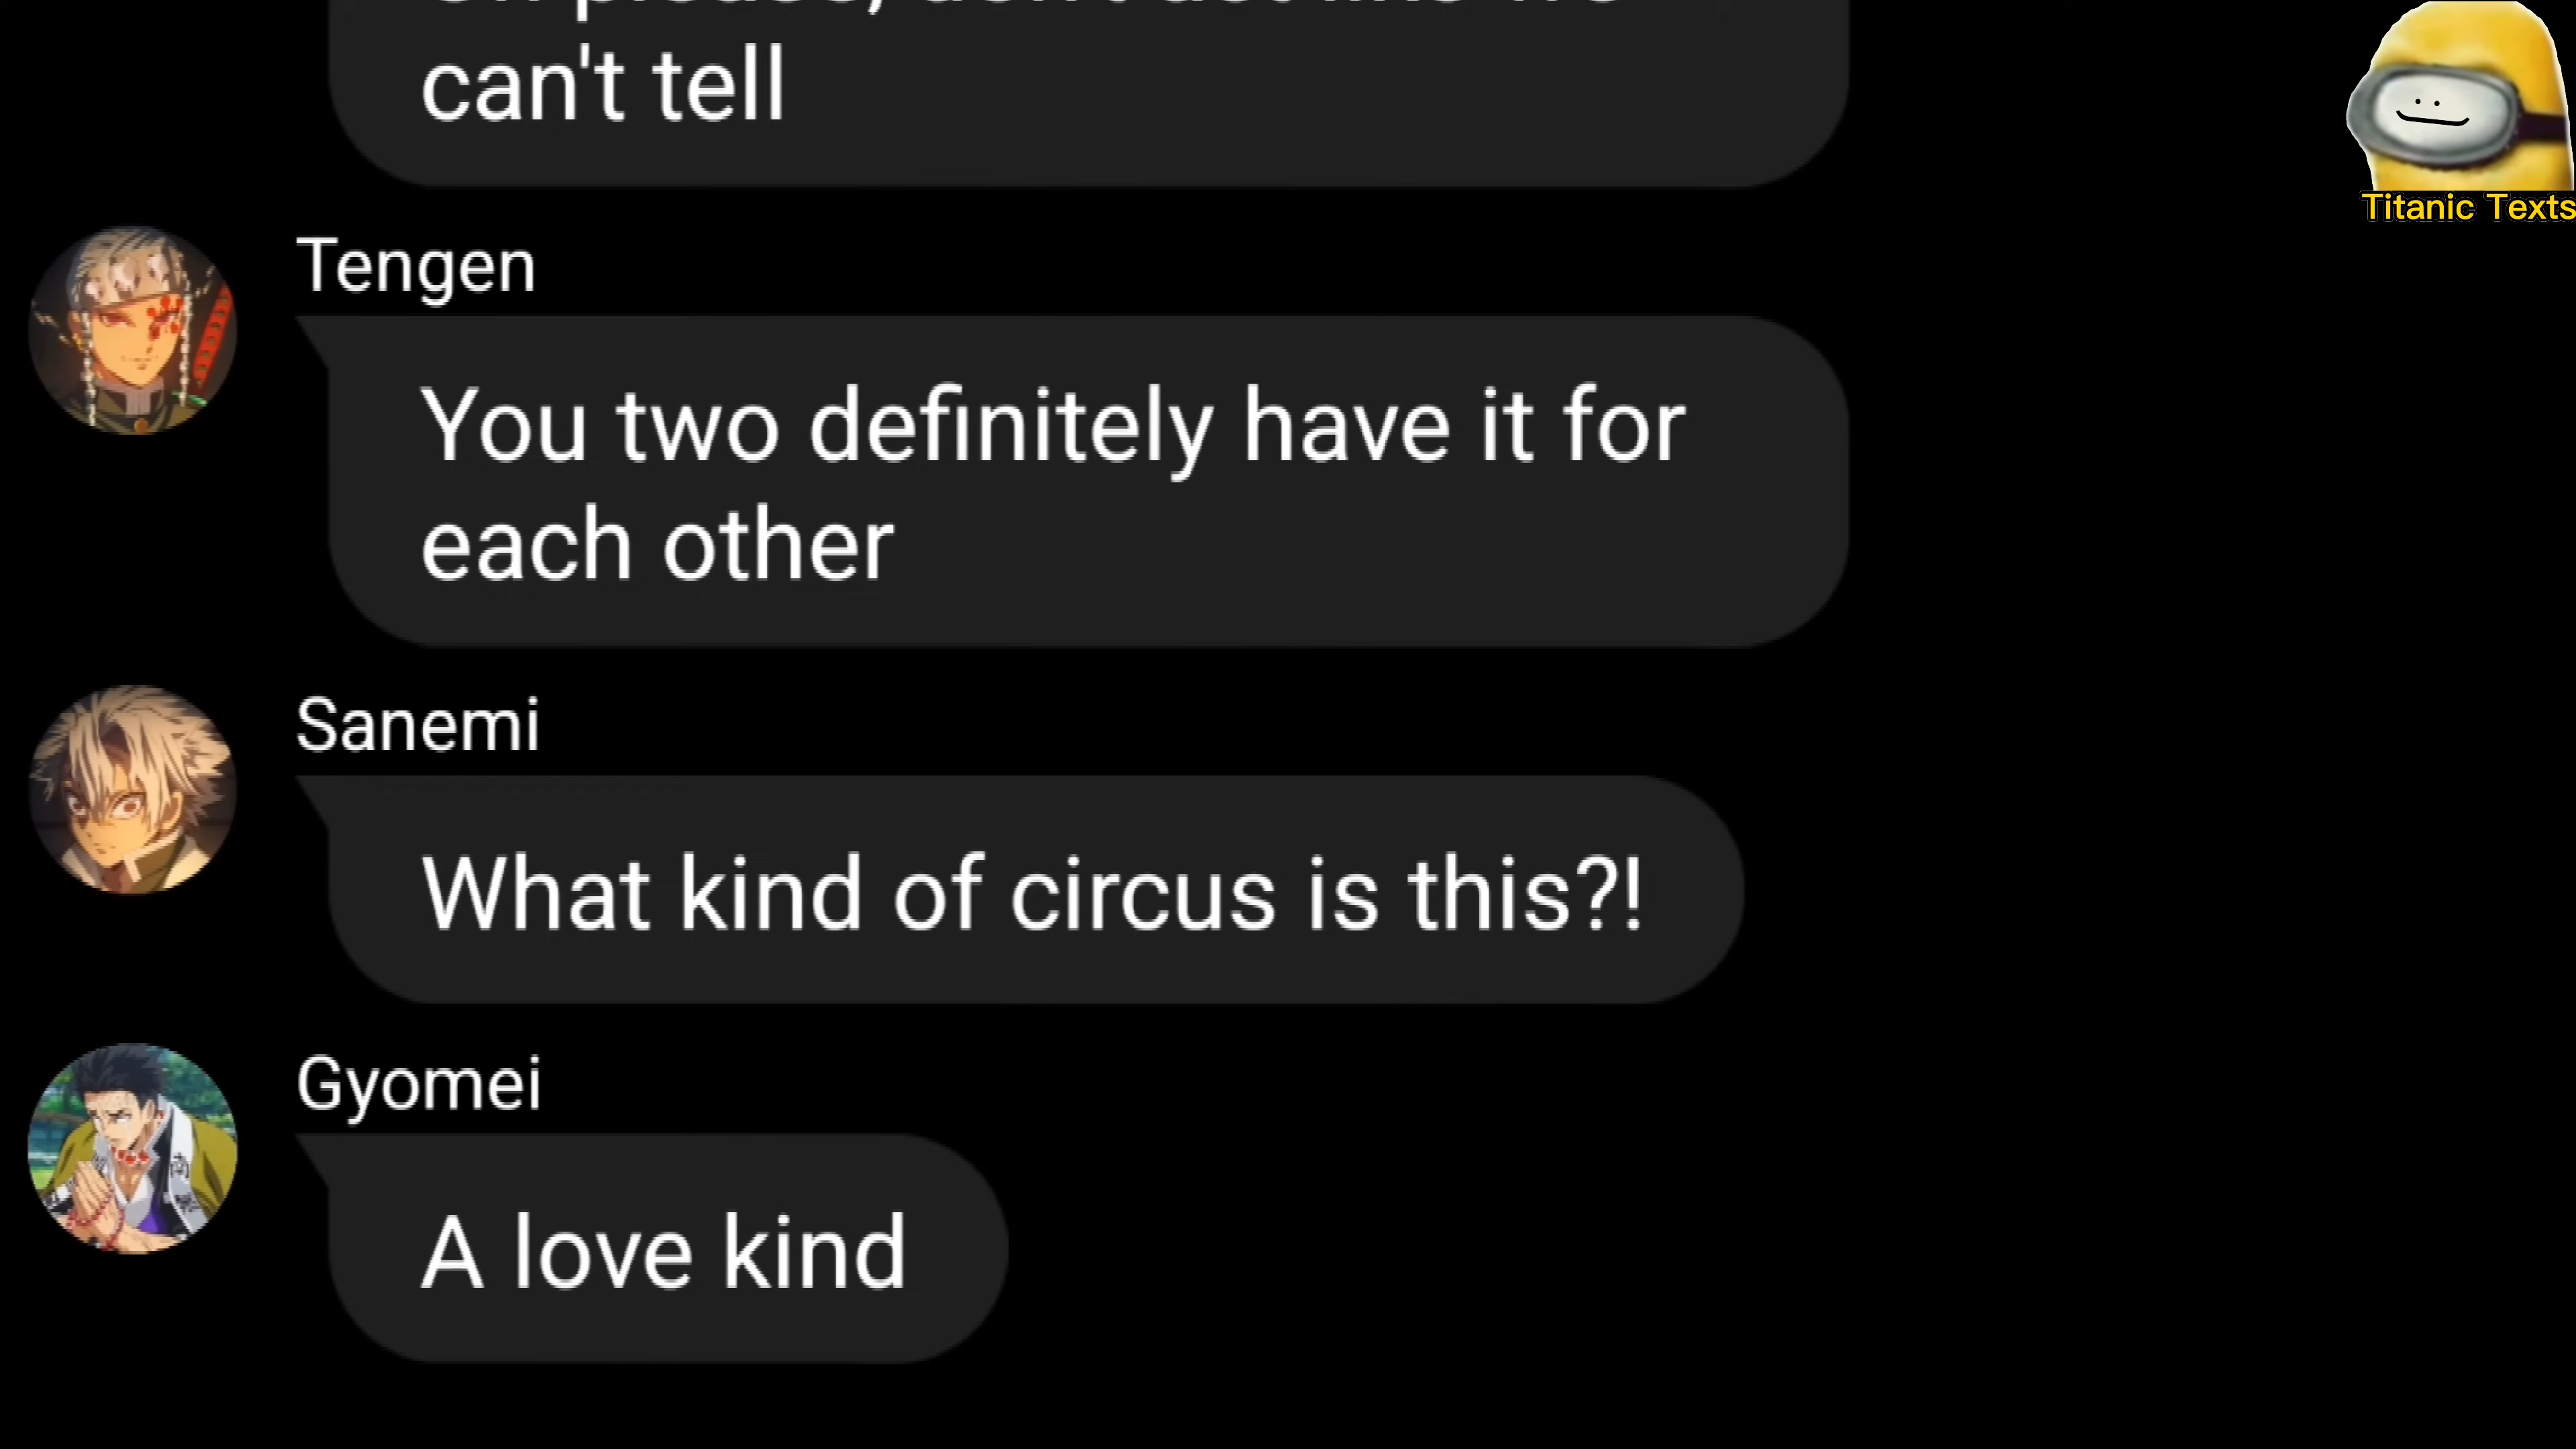 can't tell
Titanic Texts
Tengen
You two definitely have it for
each other
Sanemi
What kind of circus is this?!
Gyomei
A love kind